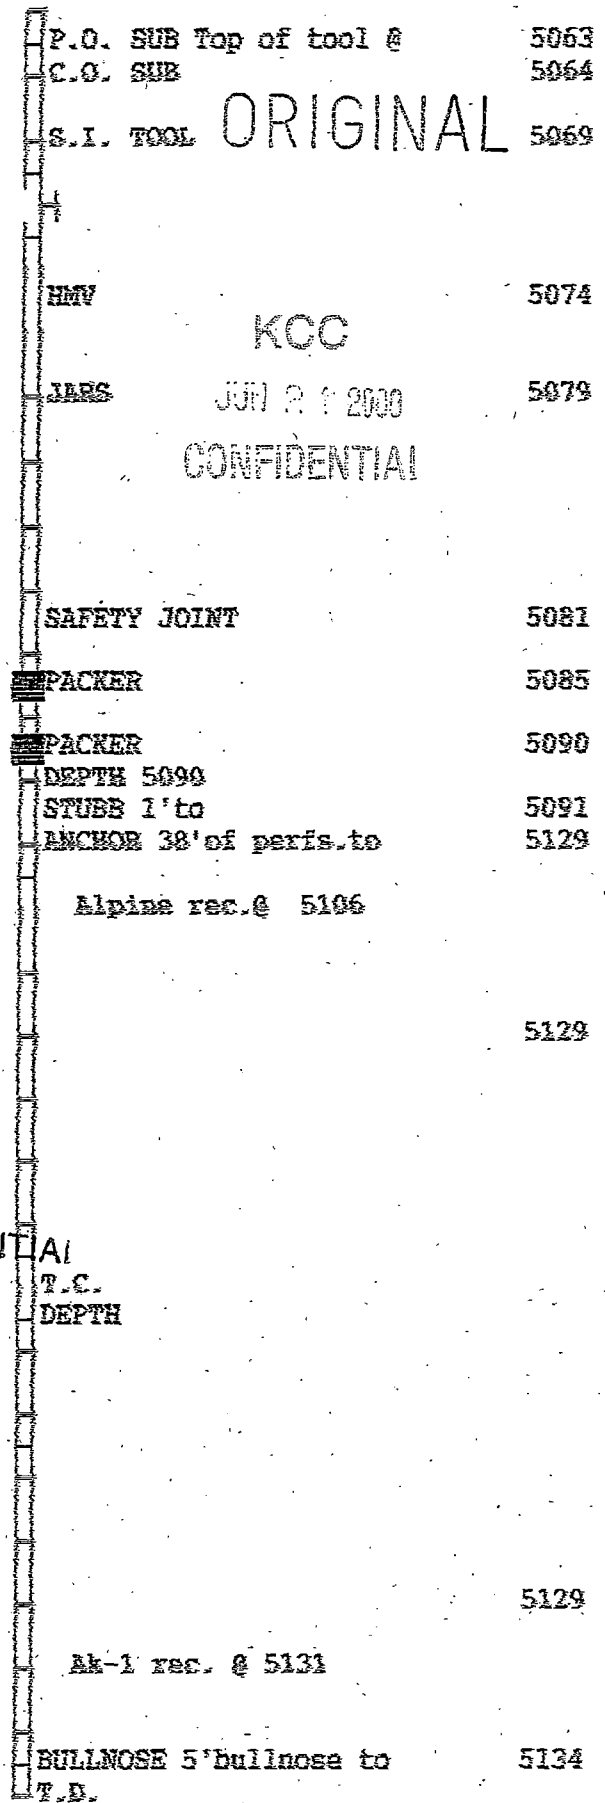 P.O. SUB Top of tool @ 5063
C.O. SUB 5064
S.I. TOOL 5069
ORIGINAL
HMV 5074
KCC
JARS 5079
JUN 2 1 2000
CONFIDENTIAL
SAFETY JOINT 5081
PACKER 5085
PACKER 5090
DEPTH 5090
STUBB 1'to 5091
ANCHOR 38'of perfs.to 5129
Alpine rec.@ 5106
5129
TIAL
T.C.
DEPTH
5129
Ak-1 rec. @ 5131
BULLNOSE 5'bullnose to 5134
T.D.